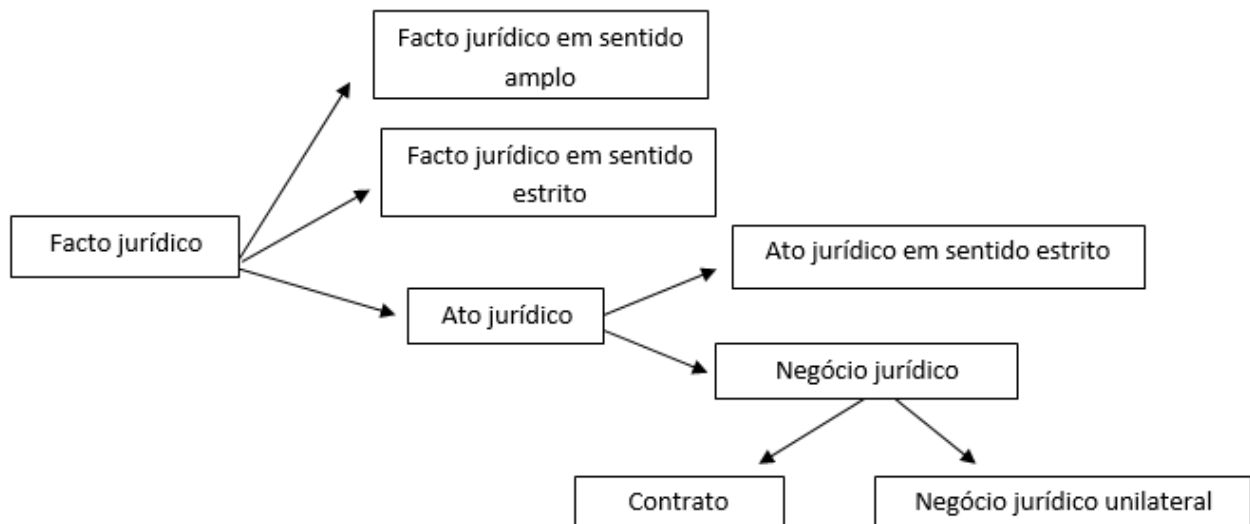 Facto jurídico em sentido
amplo
Facto jurídico em sentido
estrito
Facto jurídico
Ato jurídico em sentido estrito
Ato jurídico
Negócio jurídico
Contrato
Negócio jurídico unilateral